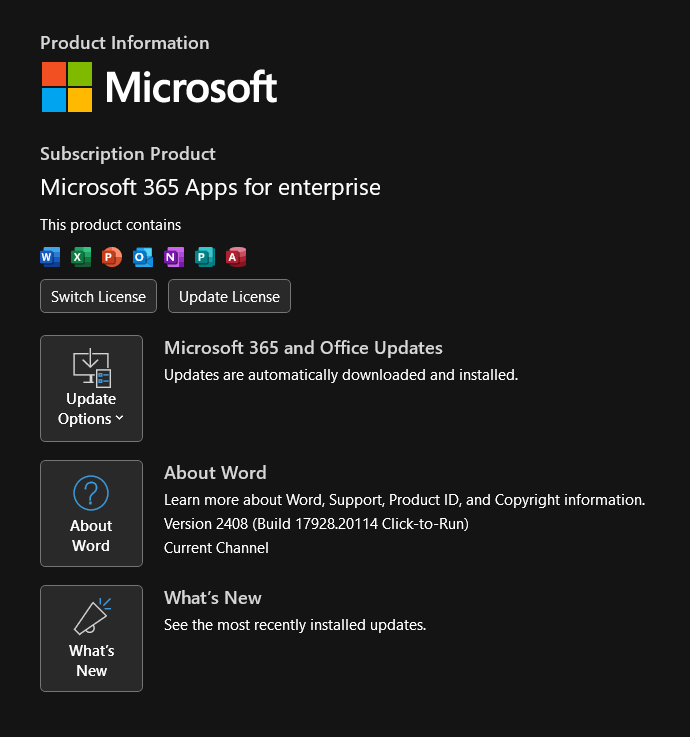 Product Information
Microsoft
Subscription Product
Microsoft 365 Apps for enterprise
This product contains
W X P O N P A
Switch License Update License
Update
Options
Microsoft 365 and Office Updates
Updates are automatically downloaded and installed.
About
Word
About Word
Learn more about Word, Support, Product ID, and Copyright information.
Version 2408 (Build 17928.20114 Click-to-Run)
Current Channel
What's
New
What's New
See the most recently installed updates.